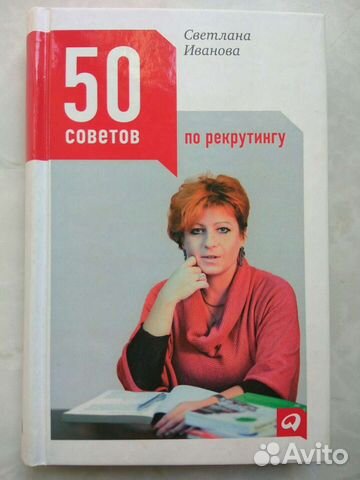 Светлана
Иванова
50
советов
по рекрутингу
Avito